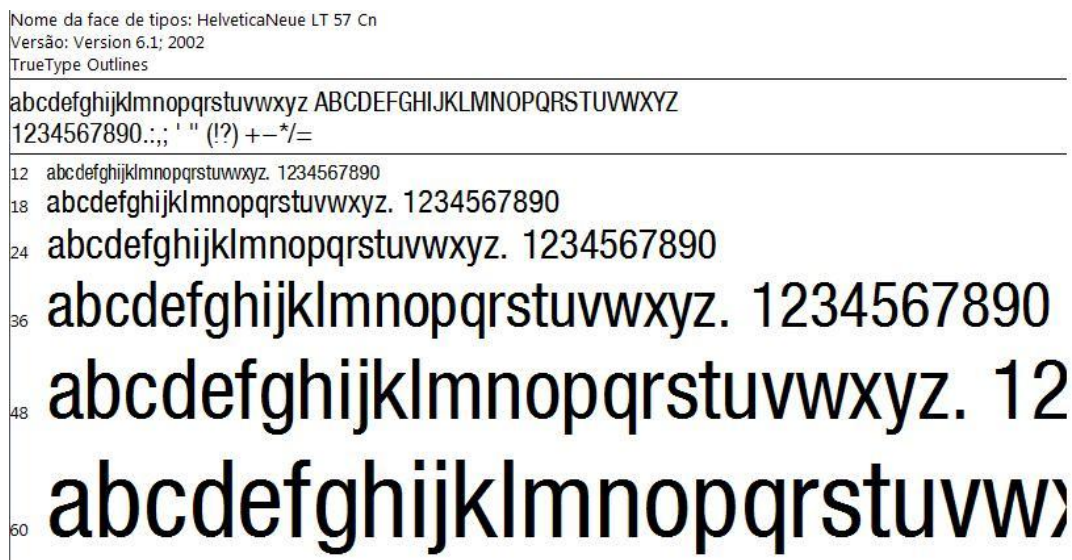 Nome da face de tipos: HelveticaNeue LT 57 Cn
Versão: Version 6.1; 2002
TrueType Outlines
abcdefghijklmnopqrstuvwxyz ABCDEFGHIJKLMNOPQRSTUVWXYZ
1234567890.:,; ' " (!?) +−*/=
12 abcdefghijklmnopqrstuvwxyz. 1234567890
18 abcdefghijklmnopqrstuvwxyz. 1234567890
24 abcdefghijklmnopqrstuvwxyz. 1234567890
36 abcdefghijklmnopqrstuvwxyz. 1234567890
48 abcdefghijklmnopqrstuvwxyz. 12
60 abcdefghijklmnopqrstuvwx